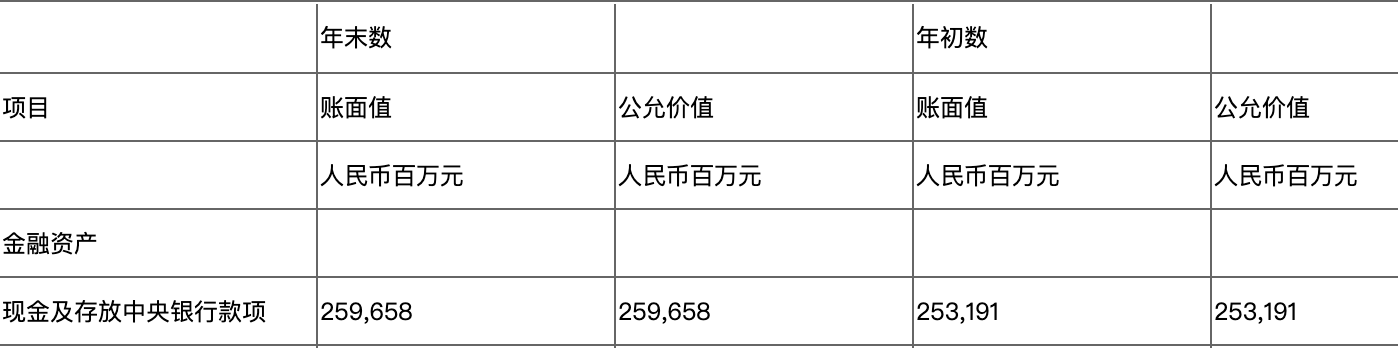 年末数 年初数
项目 账面值 公允价值 账面值 公允价值
人民币百万元 人民币百万元 人民币百万元 人民币百万元
金融资产
现金及存放中央银行款项 259,658 259,658 253,191 253,191